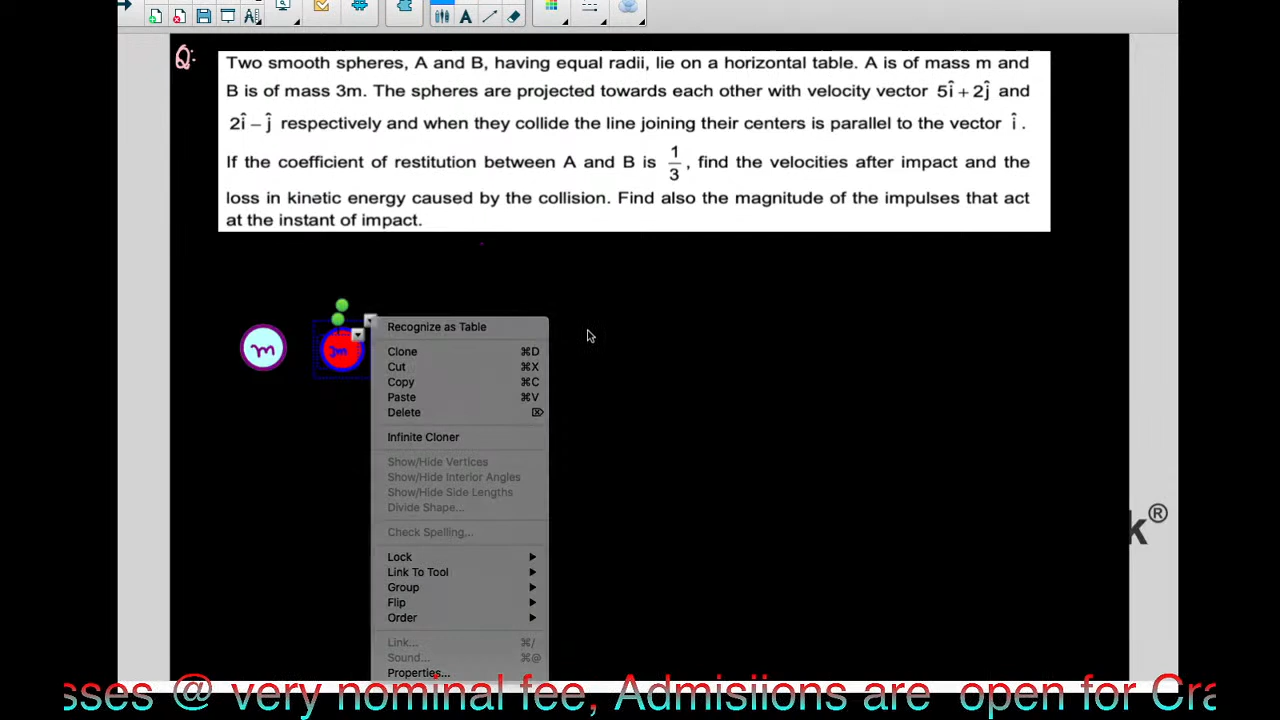 Q:
Two smooth spheres, A and B, having equal radii, lie on a horizontal table. A is of mass m and
B is of mass 3m. The spheres are projected towards each other with velocity vector 5î + 2ĵ and
2î – ĵ respectively and when they collide the line joining their centers is parallel to the vector î .
If the coefficient of restitution between A and B is 1/3, find the velocities after impact and the
loss in kinetic energy caused by the collision. Find also the magnitude of the impulses that act
at the instant of impact.
m 3m
Recognize as Table
Clone ⌘D
Cut ⌘X
Copy ⌘C
Paste ⌘V
Delete ⌦
Infinite Cloner
Show/Hide Vertices
Show/Hide Interior Angles
Show/Hide Side Lengths
Divide Shape...
Check Spelling...
Lock
Link To Tool
Group
Flip
Order
Link... ⌘/
Sound... ⌘@
Properties...
k®
sses @ very nominal fee, Admisiions are open for Cra